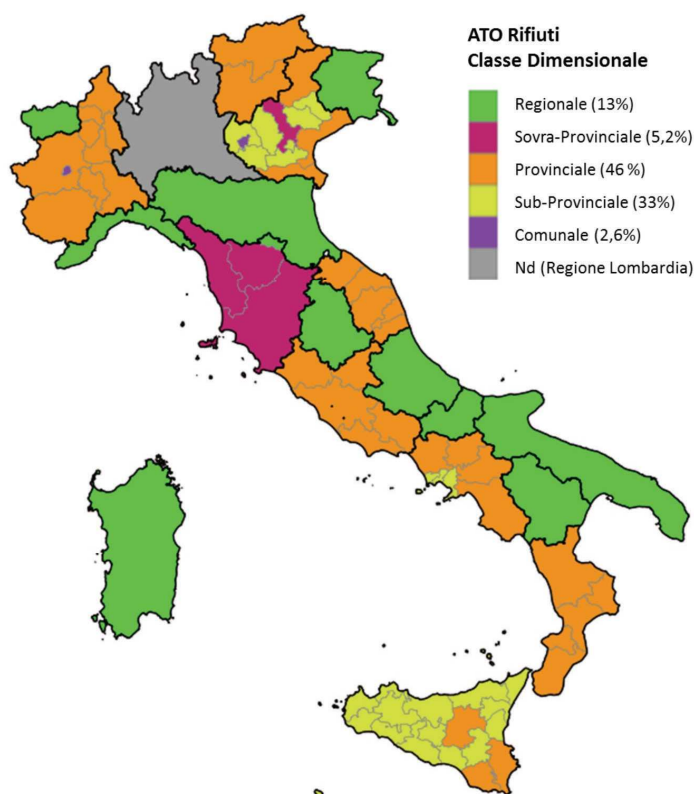 ATO Rifiuti
Classe Dimensionale
Regionale (13%)
Sovra-Provinciale (5,2%)
Provinciale (46 %)
Sub-Provinciale (33%)
Comunale (2,6%)
Nd (Regione Lombardia)